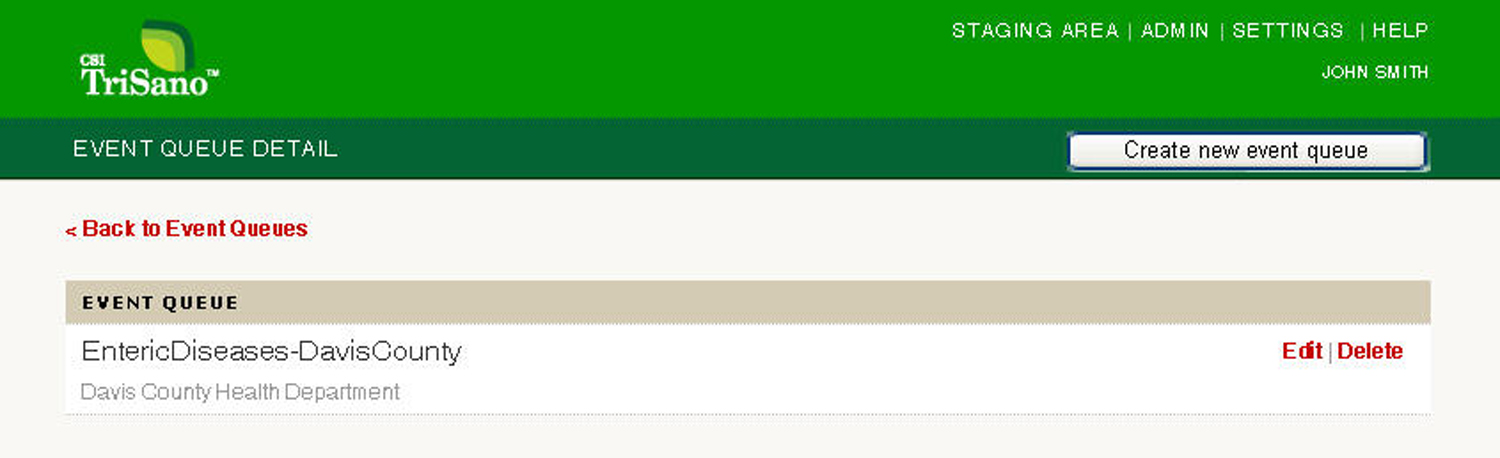 STAGING AREA | ADMIN | SETTINGS | HELP
CSI
TriSano™
JOHN SMITH
EVENT QUEUE DETAIL
Create new event queue
< Back to Event Queues
EVENT QUEUE
EntericDiseases-DavisCounty
Edit | Delete
Davis County Health Department